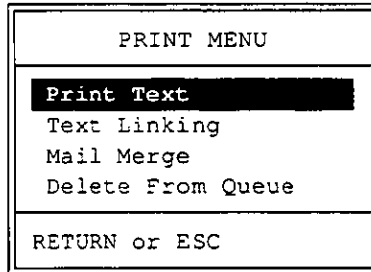 PRINT MENU
Print Text
Text Linking
Mail Merge
Delete From Queue
RETURN or ESC